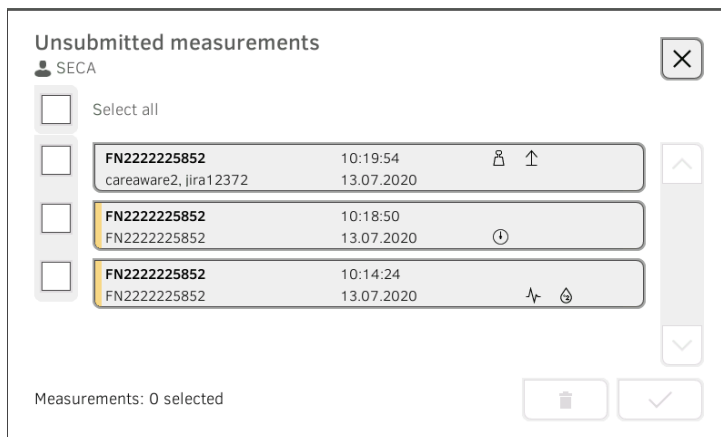 Unsubmitted measurements
SECA
Select all
FN2222225852 10:19:54
careaware2, jira12372 13.07.2020
FN2222225852 10:18:50
FN2222225852 13.07.2020
FN2222225852 10:14:24
FN2222225852 13.07.2020
Measurements: 0 selected